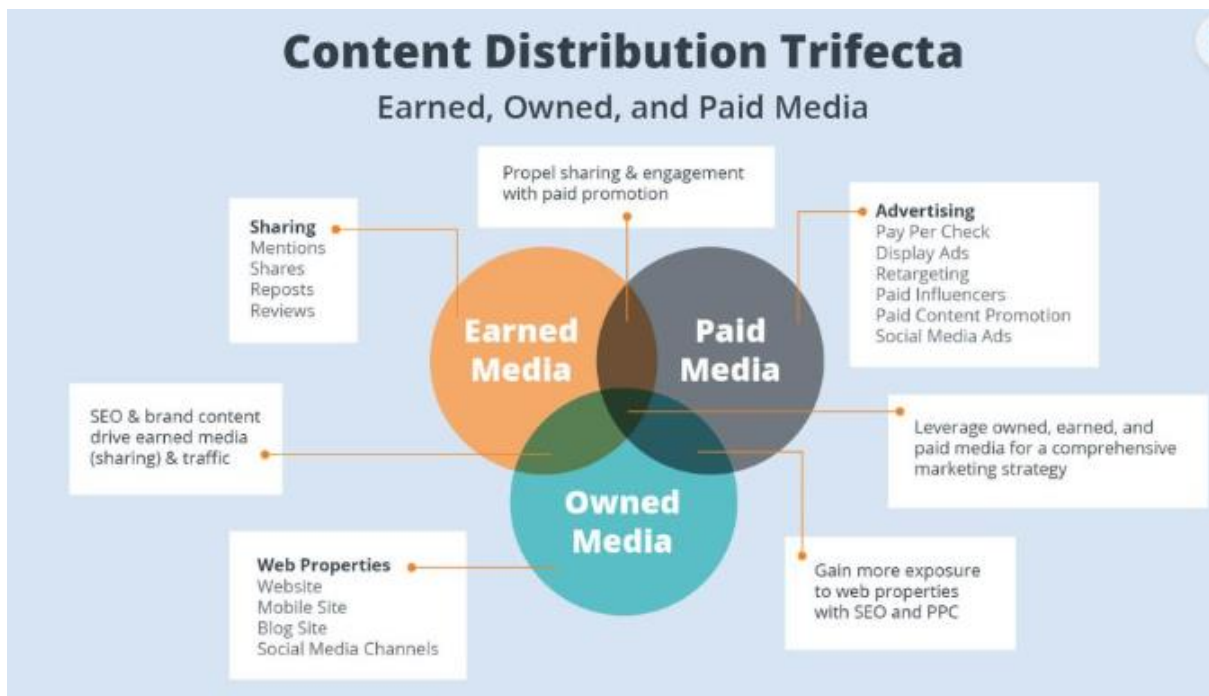 Content Distribution Trifecta
Earned, Owned, and Paid Media
Propel sharing & engagement
with paid promotion
Sharing
Mentions
Shares
Reposts
Reviews
Advertising
Pay Per Check
Display Ads
Retargeting
Paid Influencers
Paid Content Promotion
Social Media Ads
Earned
Media
Paid
Media
SEO & brand content
drive earned media
(sharing) & traffic
Leverage owned, earned, and
paid media for a comprehensive
marketing strategy
Owned
Media
Web Properties
Website
Mobile Site
Blog Site
Social Media Channels
Gain more exposure
to web properties
with SEO and PPC